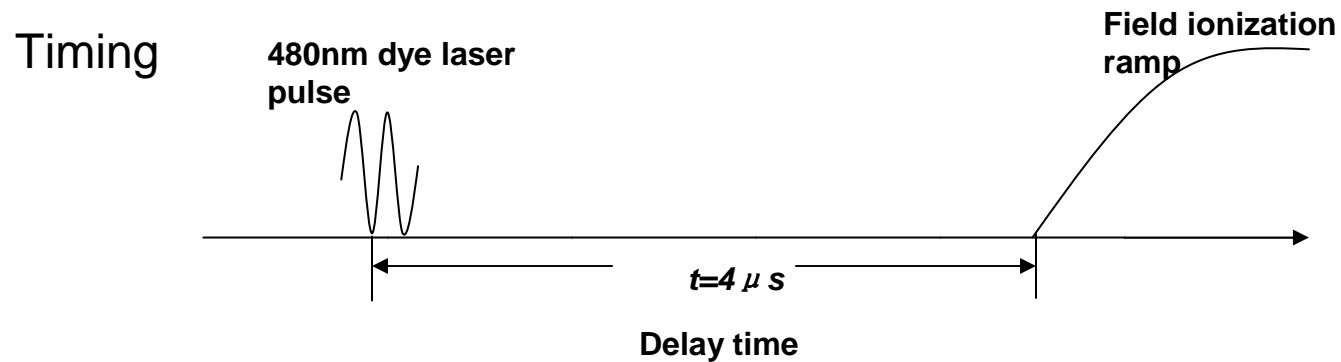 Timing
480nm dye laser
pulse
Field ionization
ramp
t=4 μ s
Delay time